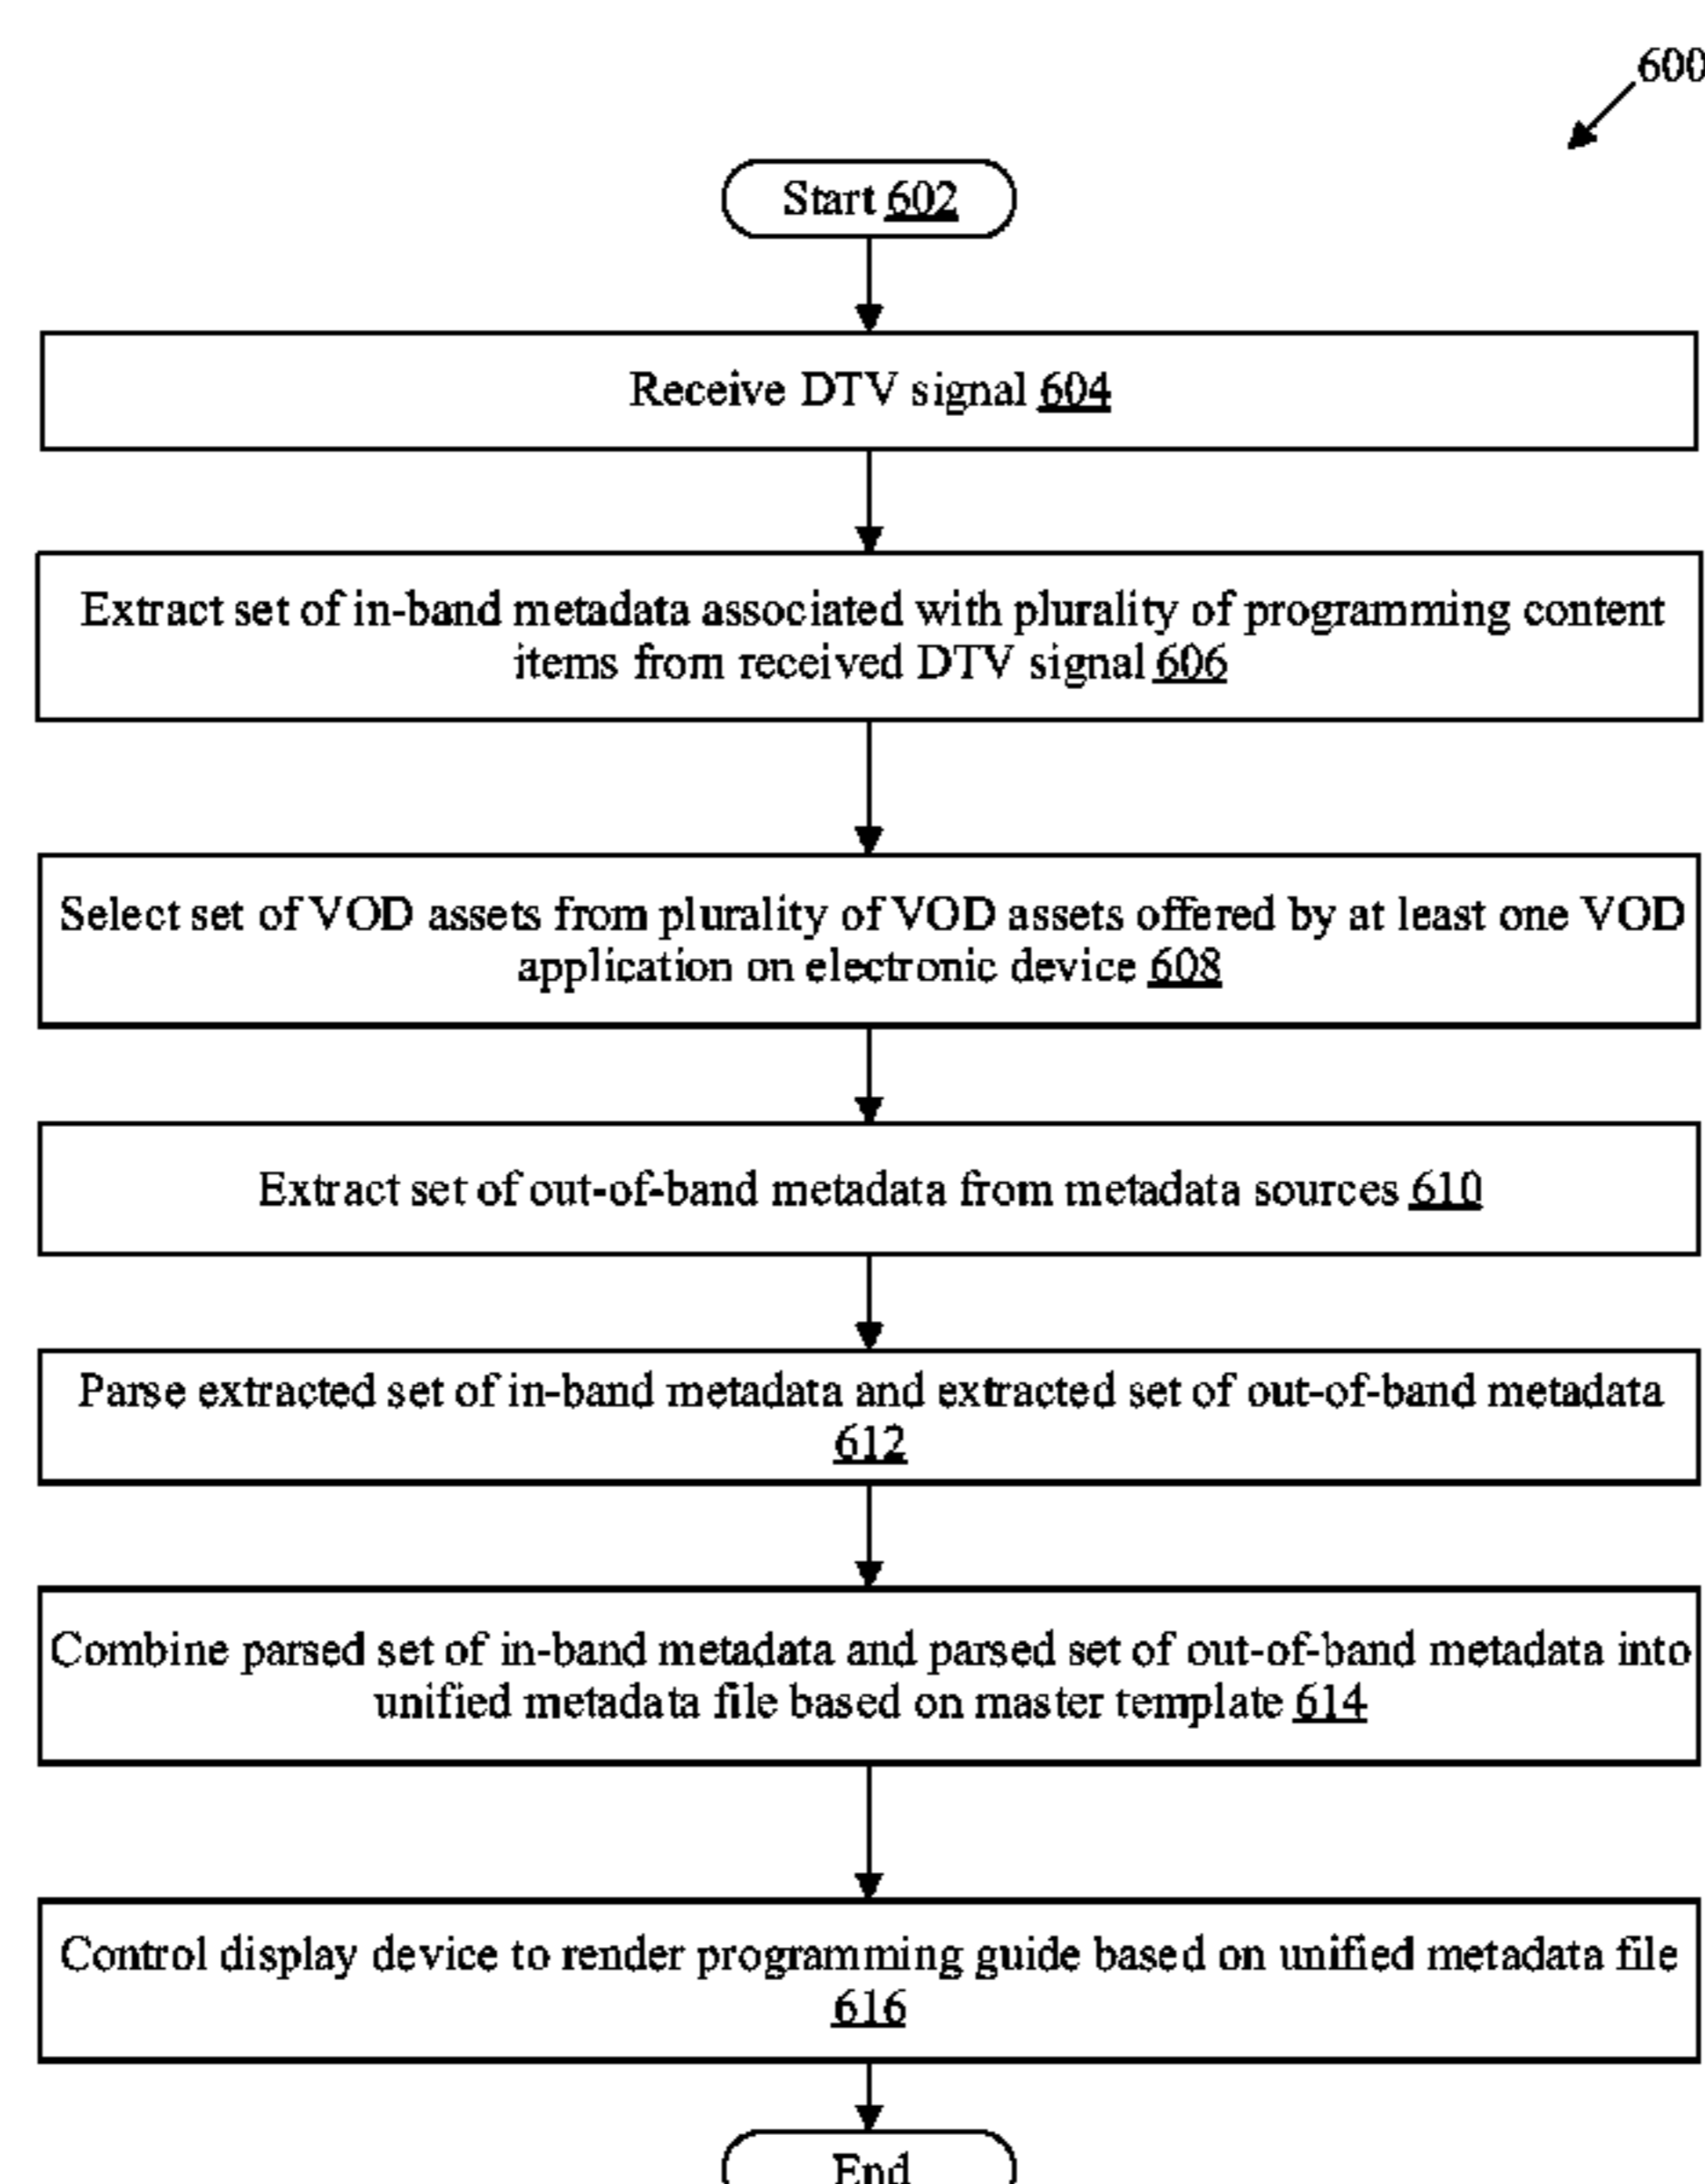 600
Start 602
Receive DTV signal 604
Extract set of in-band metadata associated with plurality of programming content
items from received DTV signal 606
Select set of VOD assets from plurality of VOD assets offered by at least one VOD
application on electronic device 608
Extract set of out-of-band metadata from metadata sources 610
Parse extracted set of in-band metadata and extracted set of out-of-band metadata
612
Combine parsed set of in-band metadata and parsed set of out-of-band metadata into
unified metadata file based on master template 614
Control display device to render programming guide based on unified metadata file
616
End